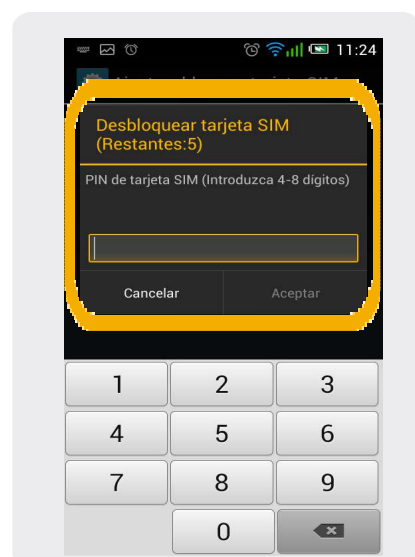 11:24
Desbloquear tarjeta SIM
(Restantes:5)
PIN de tarjeta SIM (Introduzca 4-8 dígitos)
Cancelar Aceptar
1 2 3
4 5 6
7 8 9
0